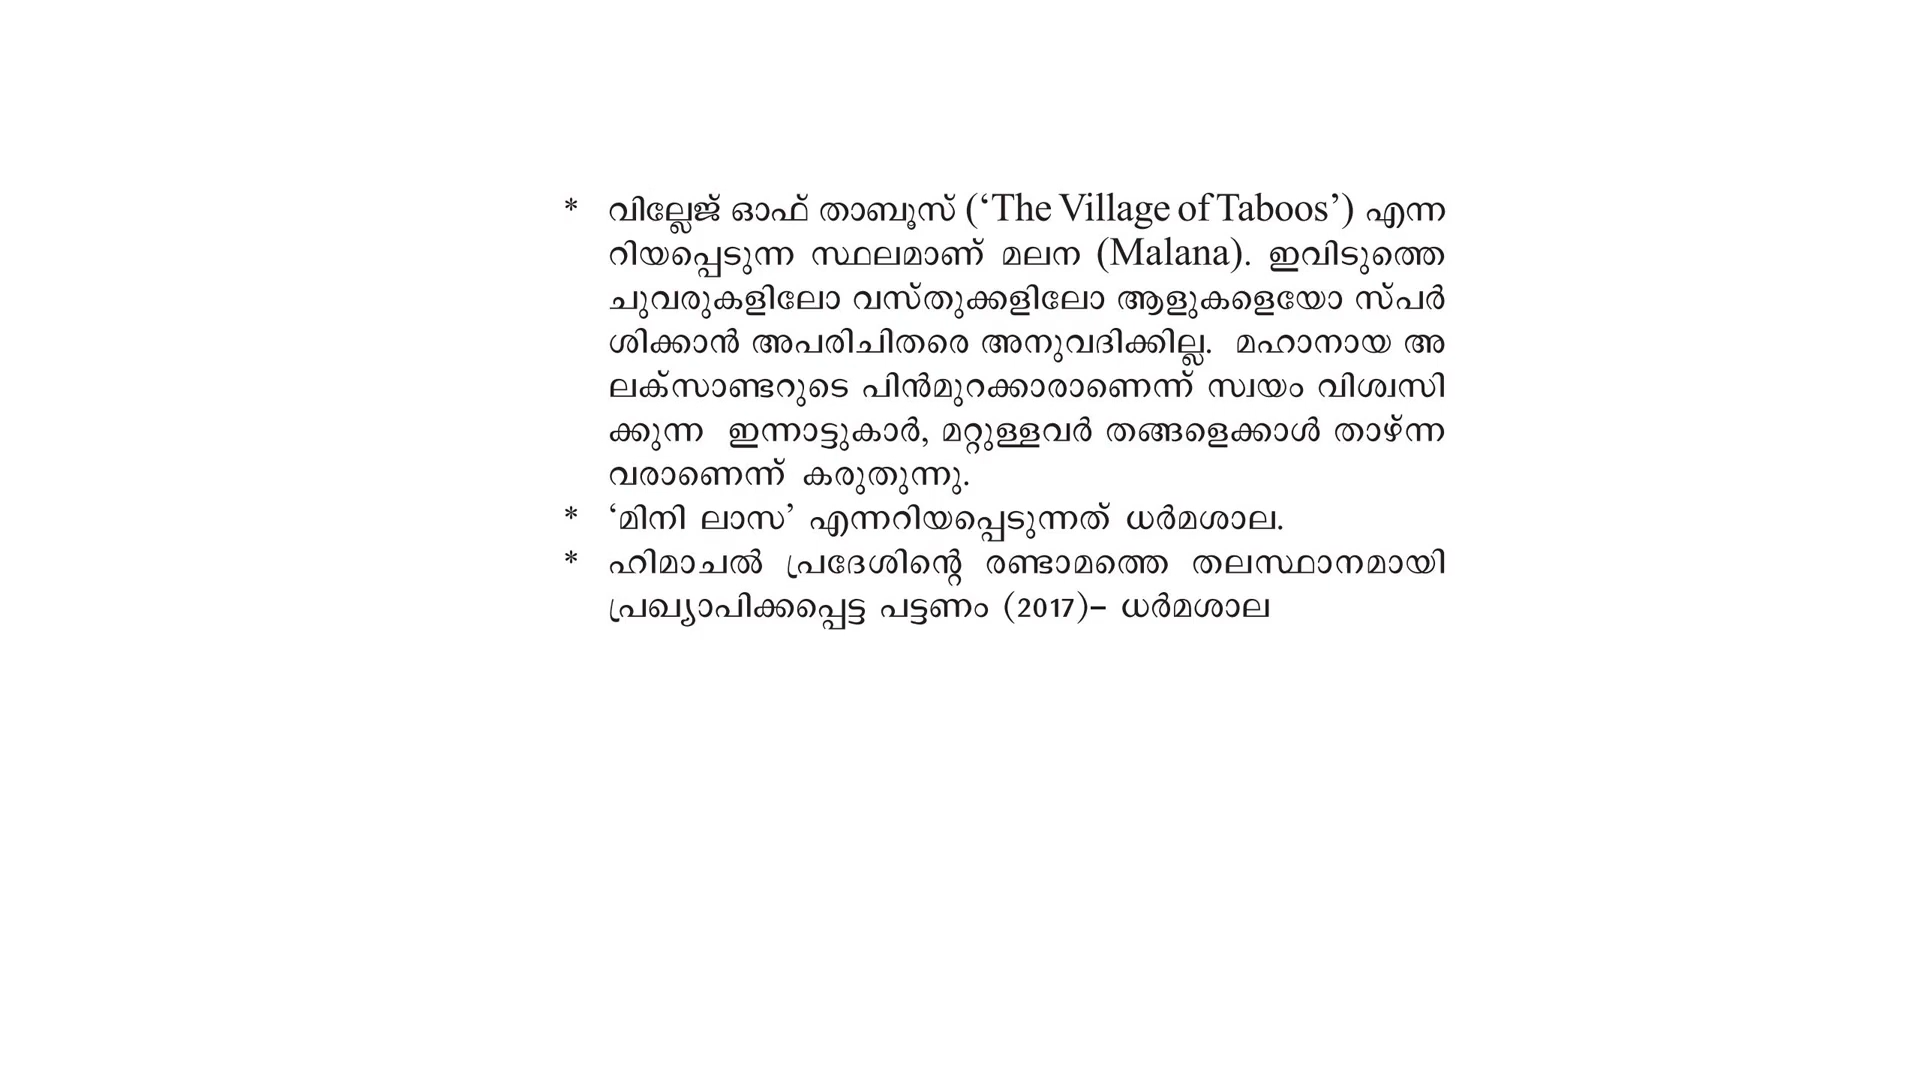 * വില്ലേജ് ഓഫ് താബൂസ് (‘The Village of Taboos’) എന്ന
റിയപ്പെടുന്ന സ്ഥലമാണ് മലന (Malana). ഇവിടുത്തെ
ചുവരുകളിലോ വസ്തുക്കളിലോ ആളുകളെയോ സ്പർ
ശിക്കാൻ അപരിചിതരെ അനുവദിക്കില്ല. മഹാനായ അ
ലക്സാണ്ടറുടെ പിൻമുറക്കാരാണെന്ന് സ്വയം വിശ്വസി
ക്കുന്ന ഇന്നാട്ടുകാർ, മറ്റുള്ളവർ തങ്ങളെക്കാൾ താഴ്ന്ന
വരാണെന്ന് കരുതുന്നു.
* ‘മിനി ലാസ’ എന്നറിയപ്പെടുന്നത് ധർമശാല.
* ഹിമാചൽ പ്രദേശിന്റെ രണ്ടാമത്തെ തലസ്ഥാനമായി
പ്രഖ്യാപിക്കപ്പെട്ട പട്ടണം (2017)– ധർമശാല